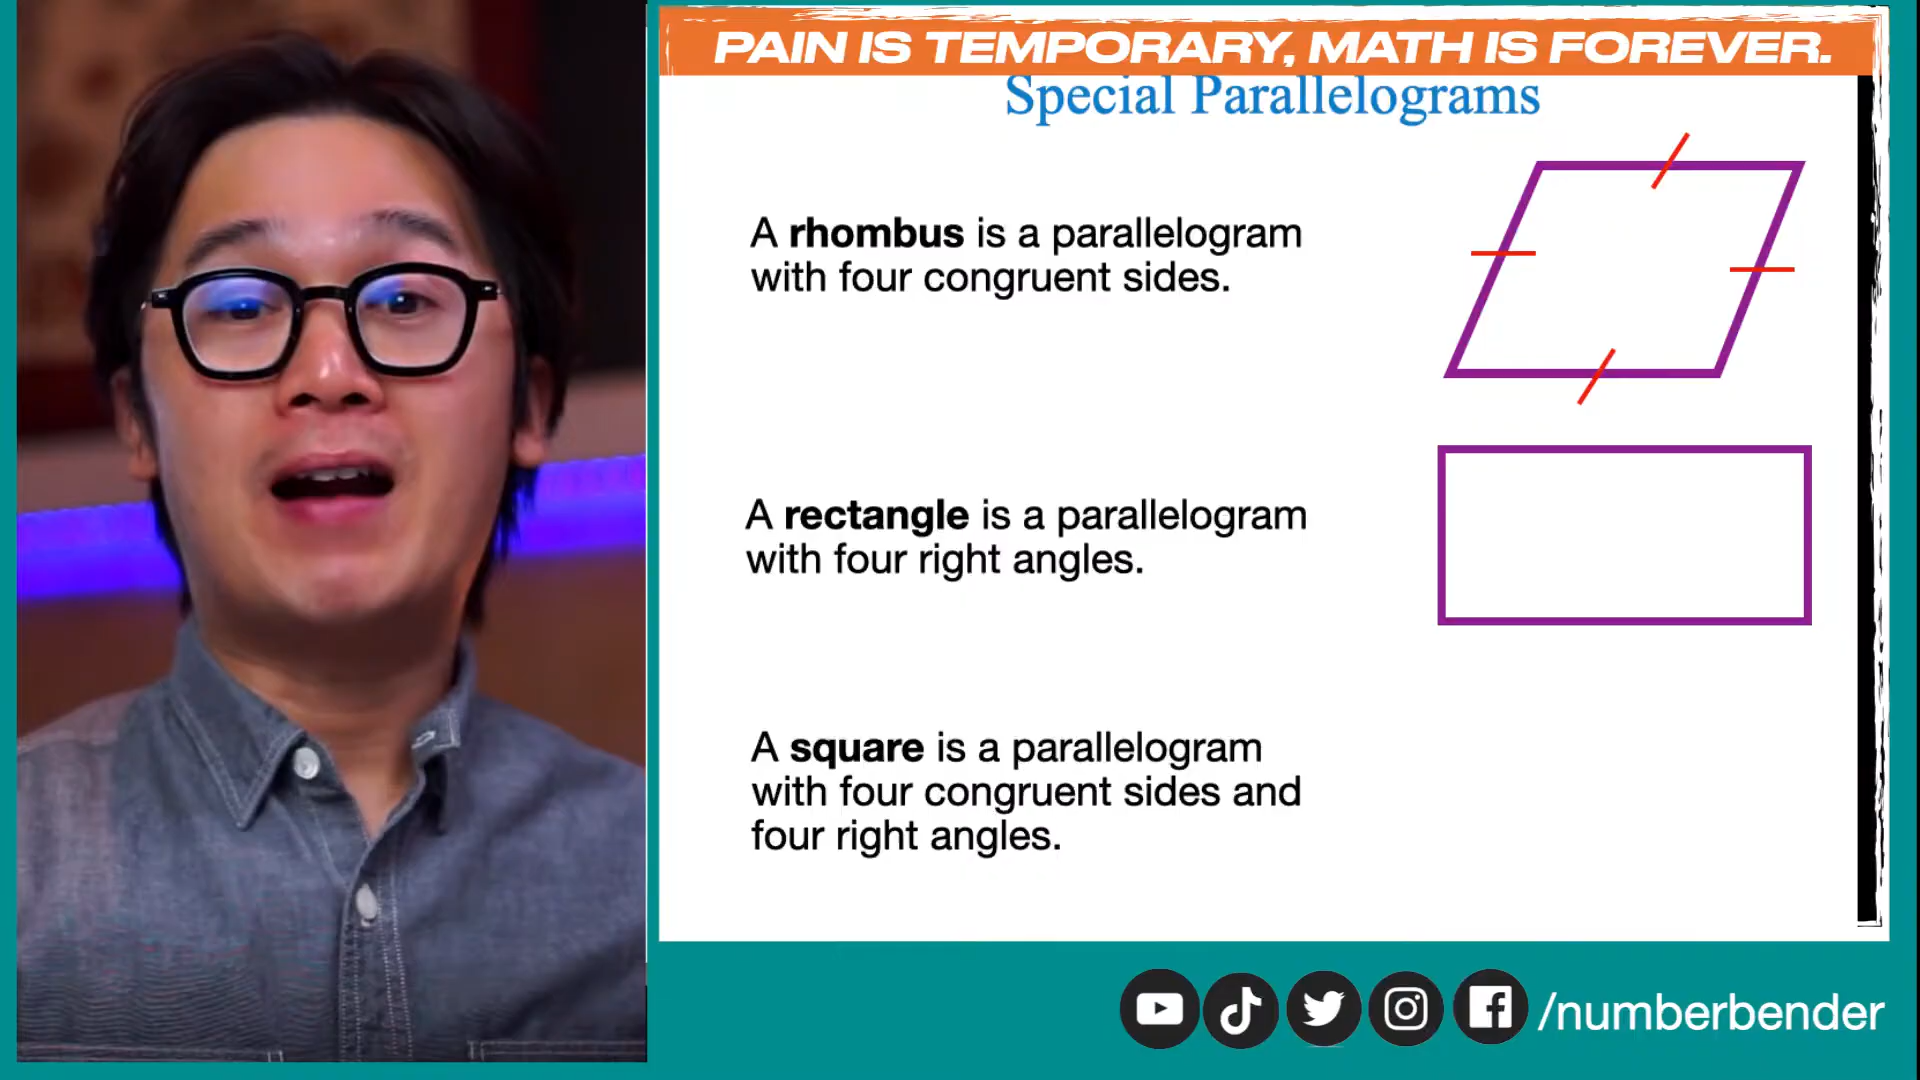 PAIN IS TEMPORARY, MATH IS FOREVER.
Special Parallelograms
A rhombus is a parallelogram
with four congruent sides.
A rectangle is a parallelogram
with four right angles.
A square is a parallelogram
with four congruent sides and
four right angles.
/numberbender